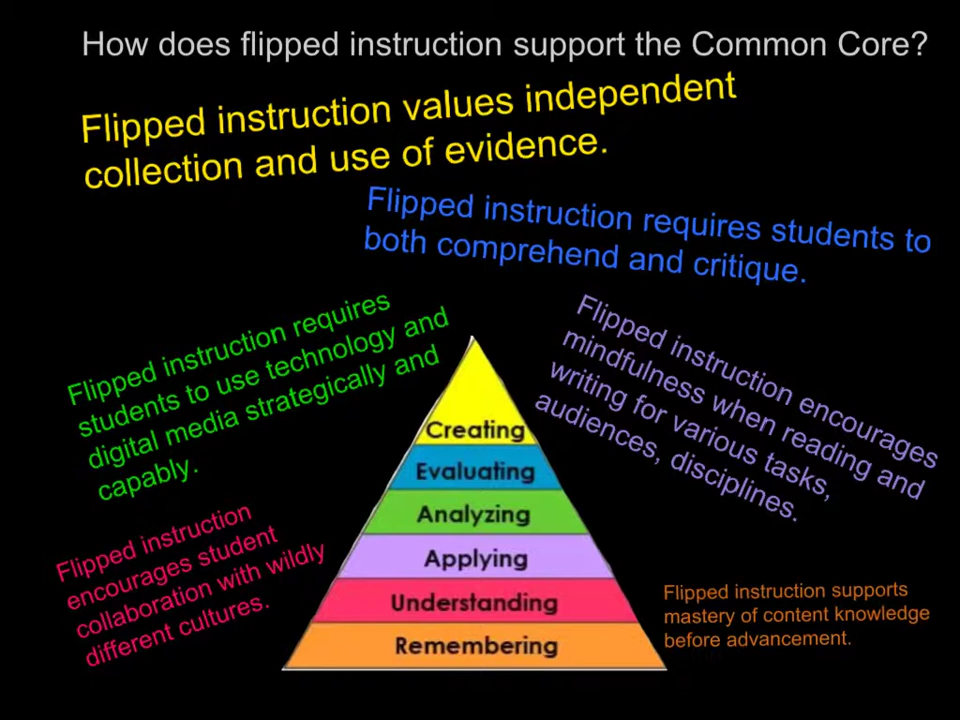 How does flipped instruction support the Common Core?
Flipped instruction values independent
collection and use of evidence.
Flipped instruction requires students to
both comprehend and critique.
Flipped instruction requires
students to use technology and
digital media strategically and
capably.
Flipped instruction encourages
mindfulness when reading and
writing for various tasks,
audiences, disciplines.
Creating
Evaluating
Analyzing
Applying
Understanding
Remembering
Flipped instruction
encourages student
collaboration with wildly
different cultures.
Flipped instruction supports
mastery of content knowledge
before advancement.